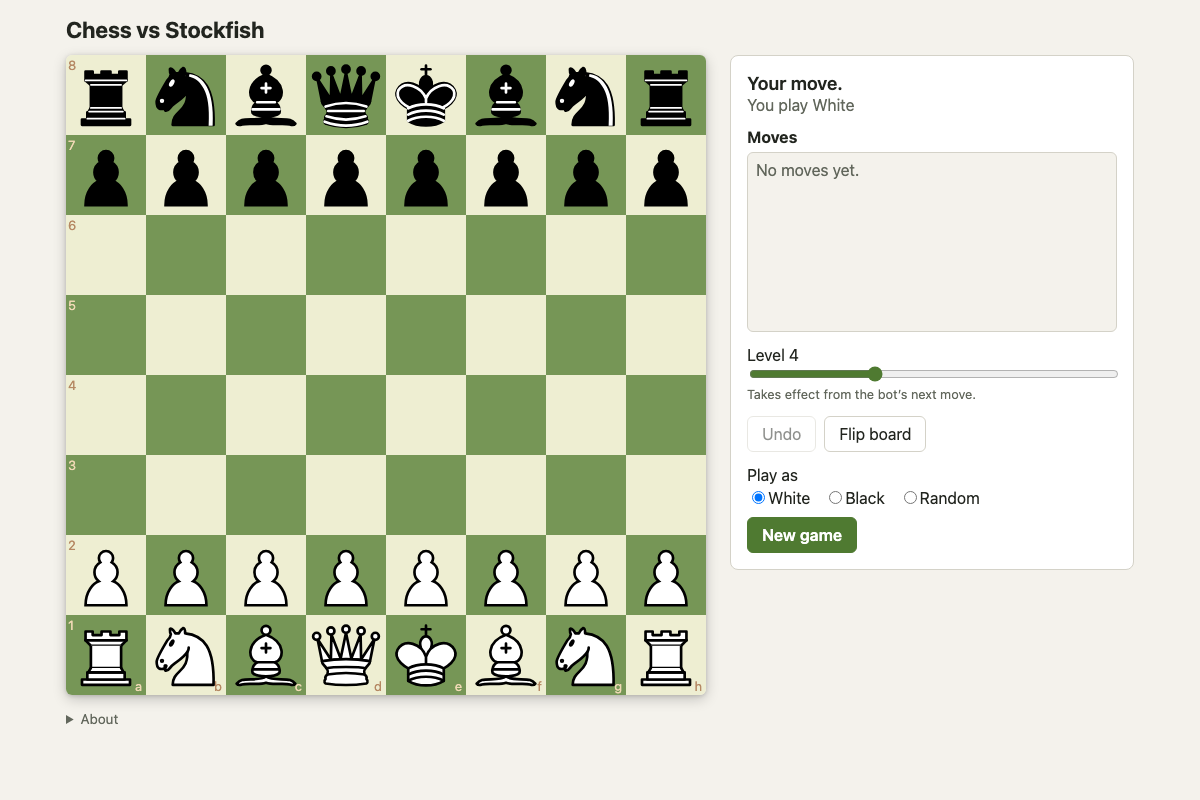 Chess vs Stockfish
8
7
6
5
4
3
2
1
a b c d e f g h
About
Your move.
You play White
Moves
No moves yet.
Level 4
Takes effect from the bot’s next move.
Undo Flip board
Play as
White Black Random
New game